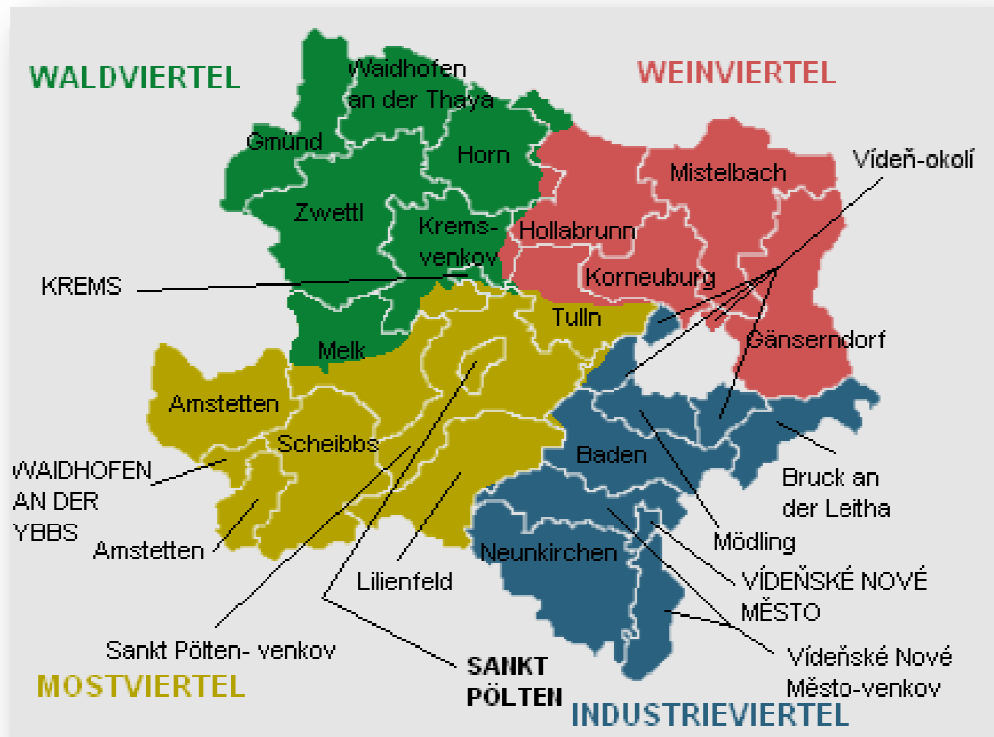 WALDVIERTEL
WEINVIERTEL
Waidhofen
an der Thaya
Gmünd
Horn
Mistelbach
Vídeň-okolí
Zwettl
Krems-
venkov
Hollabrunn
KREMS
Korneuburg
Tulln
Melk
Gänserndorf
Amstetten
Scheibbs
Baden
WAIDHOFEN
AN DER
YBBS
Bruck an
der Leitha
Amstetten
Mödling
Neunkirchen
Lilienfeld
VÍDEŇSKÉ NOVÉ
MĚSTO
Sankt Pölten- venkov
SANKT
PÖLTEN
Vídeňské Nové
Město-venkov
MOSTVIERTEL
INDUSTRIEVIERTEL